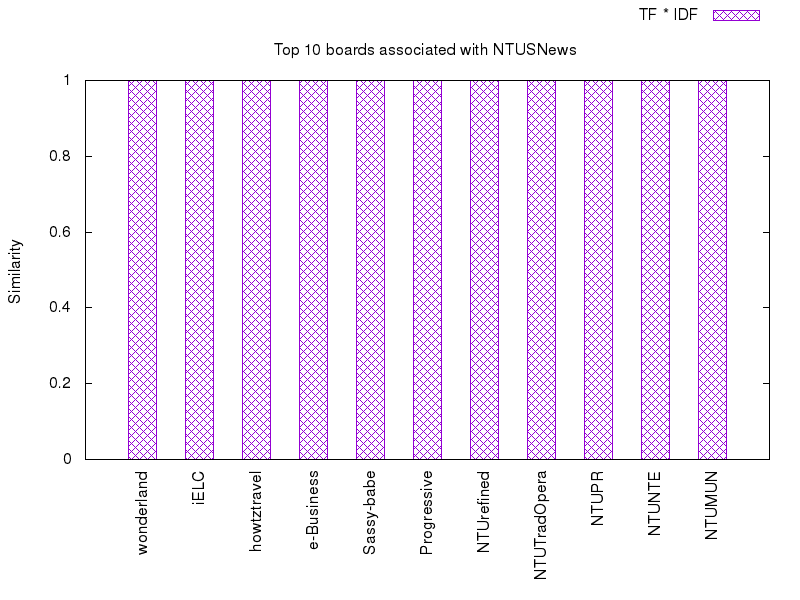 TF * IDF
Top 10 boards associated with NTUSNews
Similarity
1
0.8
0.6
0.4
0.2
0
wonderland
iELC
howtztravel
e-Business
Sassy-babe
Progressive
NTUrefined
NTUTradOpera
NTUPR
NTUNTE
NTUMUN